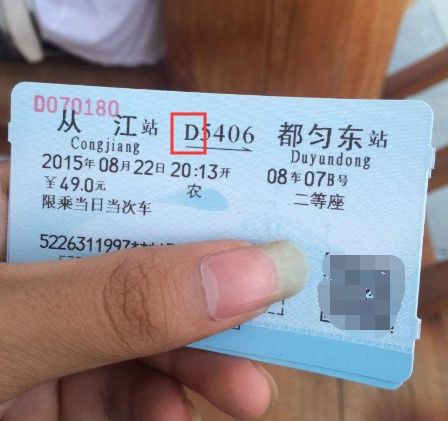 D070180
从江站 D5406 都匀东站
Congjiang Duyundong
2015年08月22日20:13开 08车07B号
¥49.0元 农 二等座
限乘当日当次车
5226311997